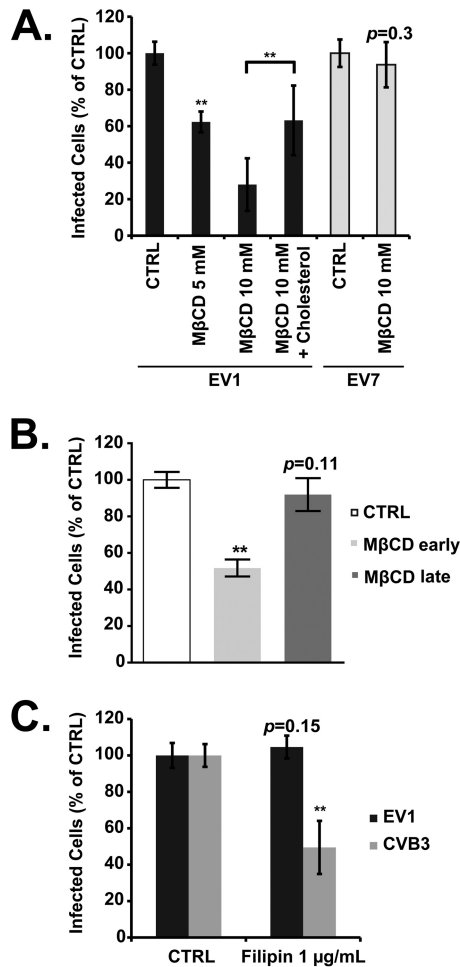 A.
Infected Cells (% of CTRL)
120
100
80
60
40
20
0
**
**
p=0.3
CTRL
MβCD 5 mM
MβCD 10 mM
MβCD 10 mM
+ Cholesterol
CTRL
MβCD 10 mM
EV1
EV7
B.
Infected Cells (% of CTRL)
120
100
80
60
40
20
0
**
p=0.11
CTRL
MβCD early
MβCD late
C.
Infected Cells (% of CTRL)
120
100
80
60
40
20
0
p=0.15
**
EV1
CVB3
CTRL
Filipin 1 µg/mL